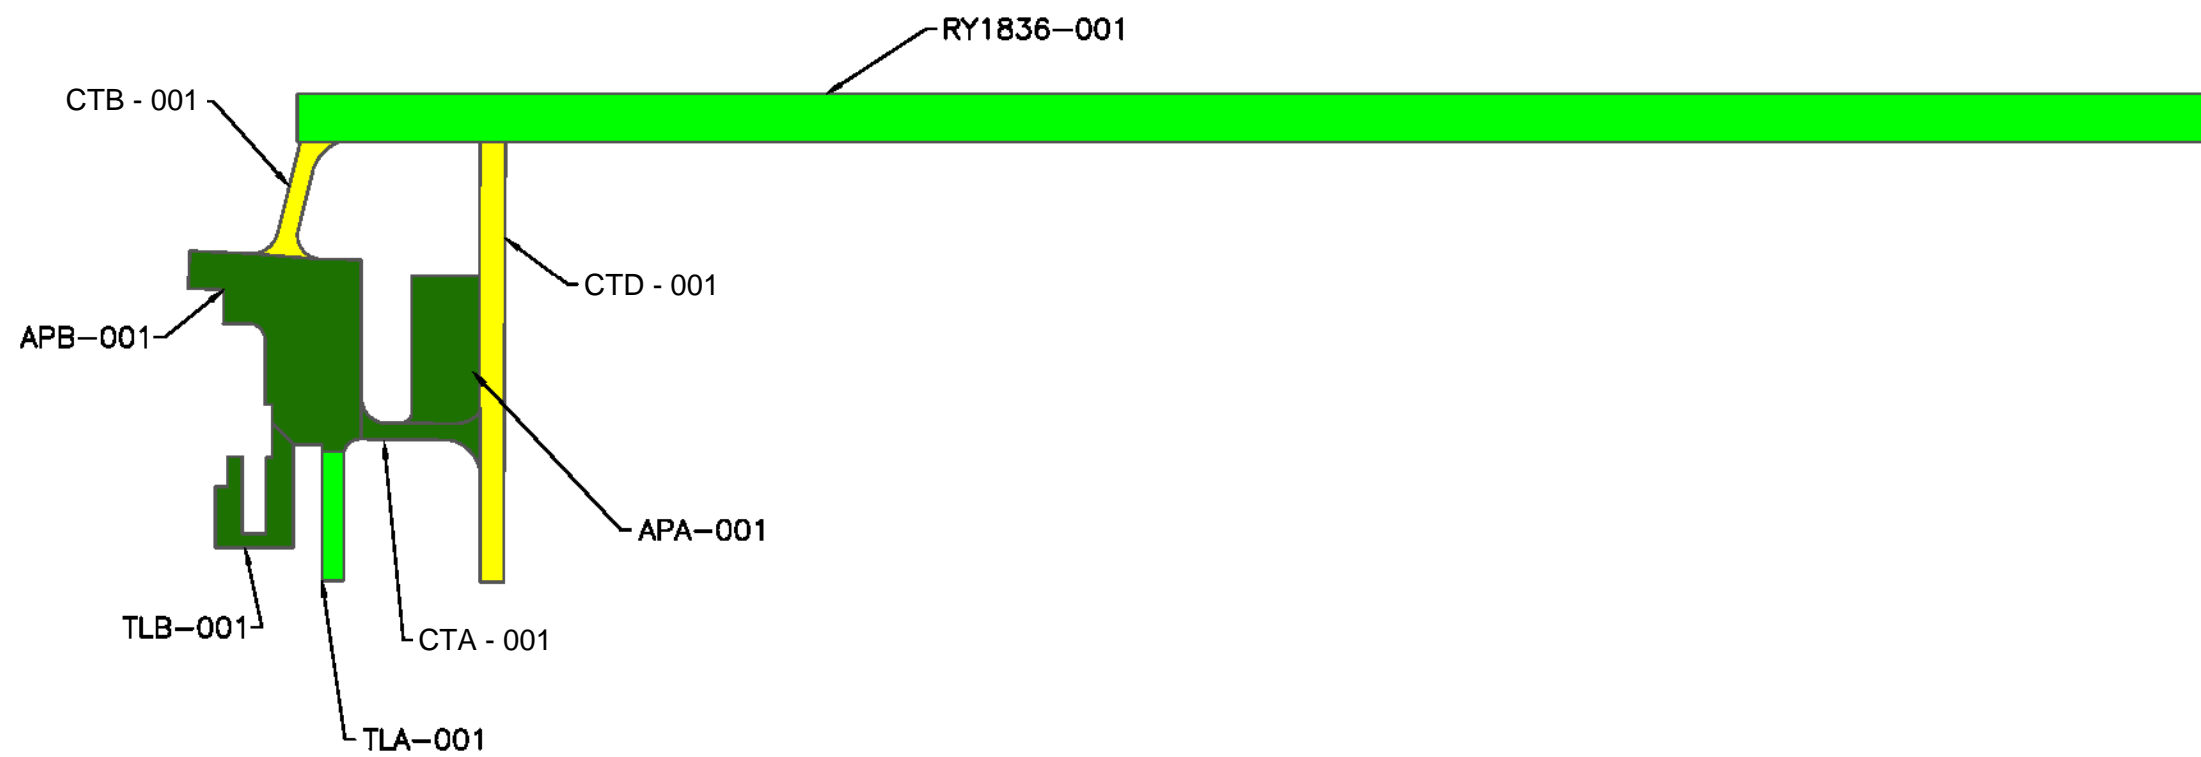 RY1836-001
CTB - 001
CTD - 001
APB-001
APA-001
TLB-001
CTA - 001
TLA-001